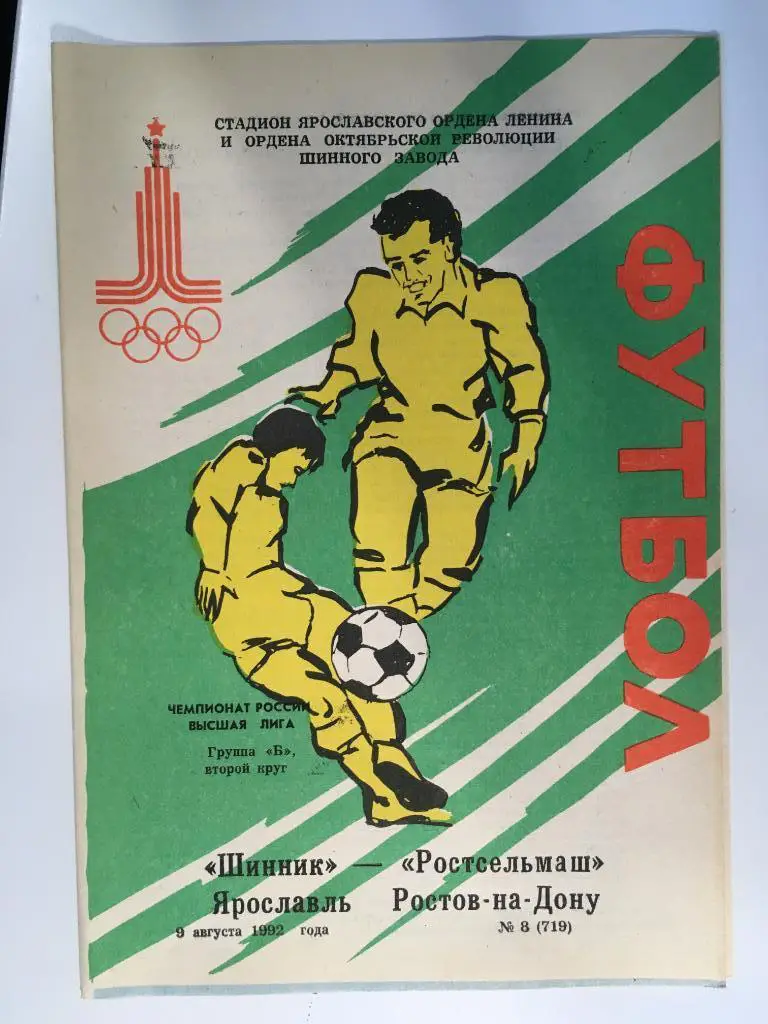 СТАДИОН ЯРОСЛАВСКОГО ОРДЕНА ЛЕНИНА
И ОРДЕНА ОКТЯБРЬСКОЙ РЕВОЛЮЦИИ
ШИННОГО ЗАВОДА
ФУТБОЛ
ЧЕМПИОНАТ РОССИИ
ВЫСШАЯ ЛИГА
Группа «Б»,
второй круг
«Шинник» — «Ростсельмаш»
Ярославль Ростов-на-Дону
9 августа 1992 года № 8 (719)